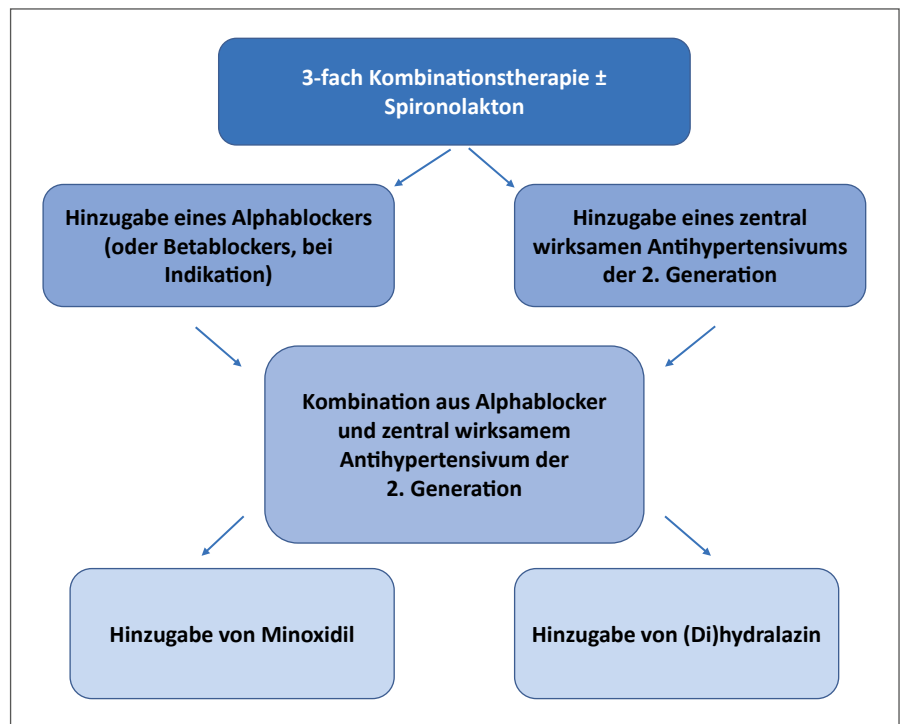 3-fach Kombinationstherapie ±
Spironolakton
Hinzugabe eines Alphablockers
(oder Betablockers, bei
Indikation)
Hinzugabe eines zentral
wirksamen Antihypertensivums
der 2. Generation
Kombination aus Alphablocker
und zentral wirksamem
Antihypertensivum der
2. Generation
Hinzugabe von Minoxidil
Hinzugabe von (Di)hydralazin